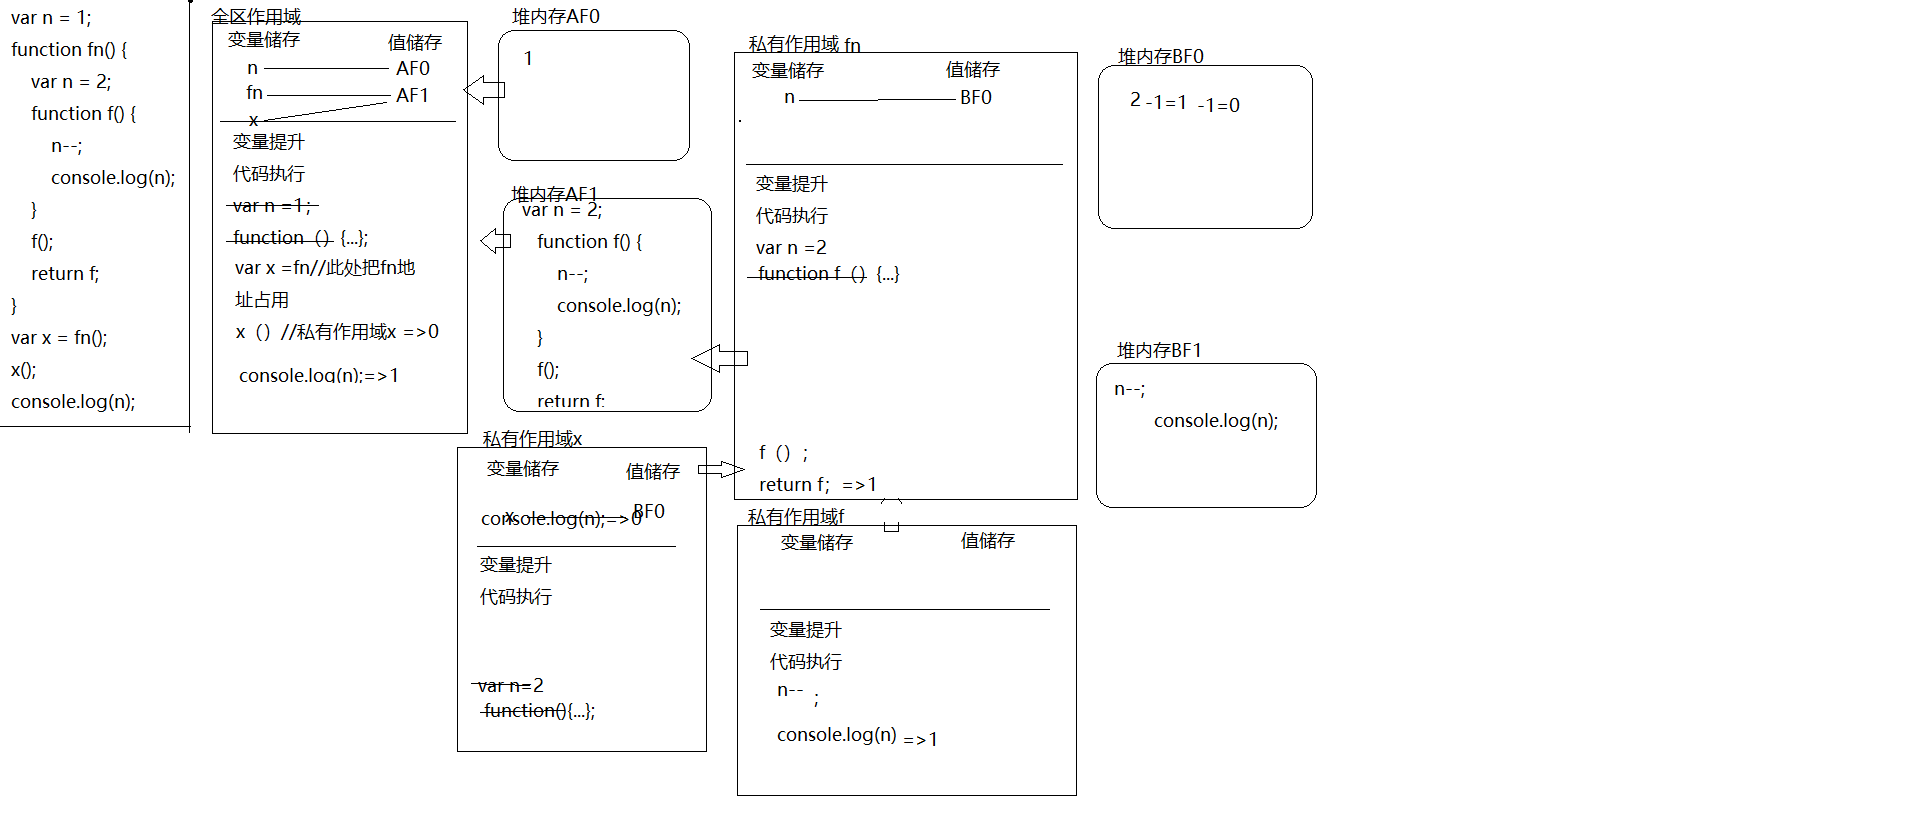 var n = 1;
function fn() {
var n = 2;
function f() {
n--;
console.log(n);
}
f();
return f;
}
var x = fn();
x();
console.log(n);
全区作用域
变量储存
值储存
n
AF0
fn
AF1
x
变量提升
代码执行
var n =1;
function（）{...};
var x =fn//此处把fn地
址占用
x（）//私有作用域x =>0
console.log(n);=>1
堆内存AF0
1
堆内存AF1
var n = 2;
function f() {
n--;
console.log(n);
}
f();
return f;
私有作用域 fn
变量储存
值储存
n
BF0
变量提升
代码执行
var n =2
function f（） {...}
f（）;
return f; =>1
堆内存BF0
2 -1=1 -1=0
堆内存BF1
n--;
console.log(n);
私有作用域x
变量储存
值储存
x
BF0
console.log(n);=>0
变量提升
代码执行
var n=2
function(){...};
私有作用域f
变量储存
值储存
变量提升
代码执行
n-- ;
console.log(n) =>1